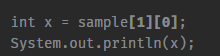 int x = sample[1][0];
System.out.println(x);